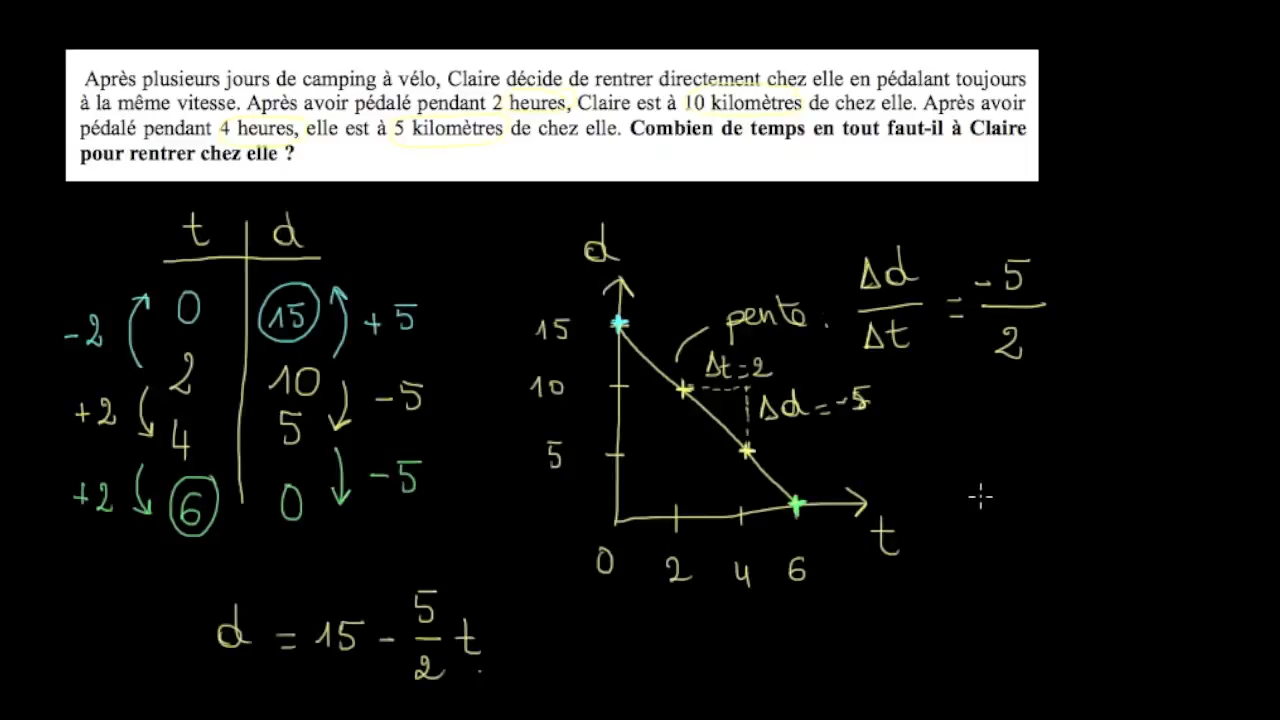 Après plusieurs jours de camping à vélo, Claire décide de rentrer directement chez elle en pédalant toujours
à la même vitesse. Après avoir pédalé pendant 2 heures, Claire est à 10 kilomètres de chez elle. Après avoir
pédalé pendant 4 heures, elle est à 5 kilomètres de chez elle. Combien de temps en tout faut-il à Claire
pour rentrer chez elle ?
t d
0 15
-2 +5
2 10
+2 -5
4 5
+2 -5
6 0
d = 15 - 5/2 t
d
15
10
5
0 2 4 6
t
pente : Δd/Δt = -5/2
Δt = 2
Δd = -5